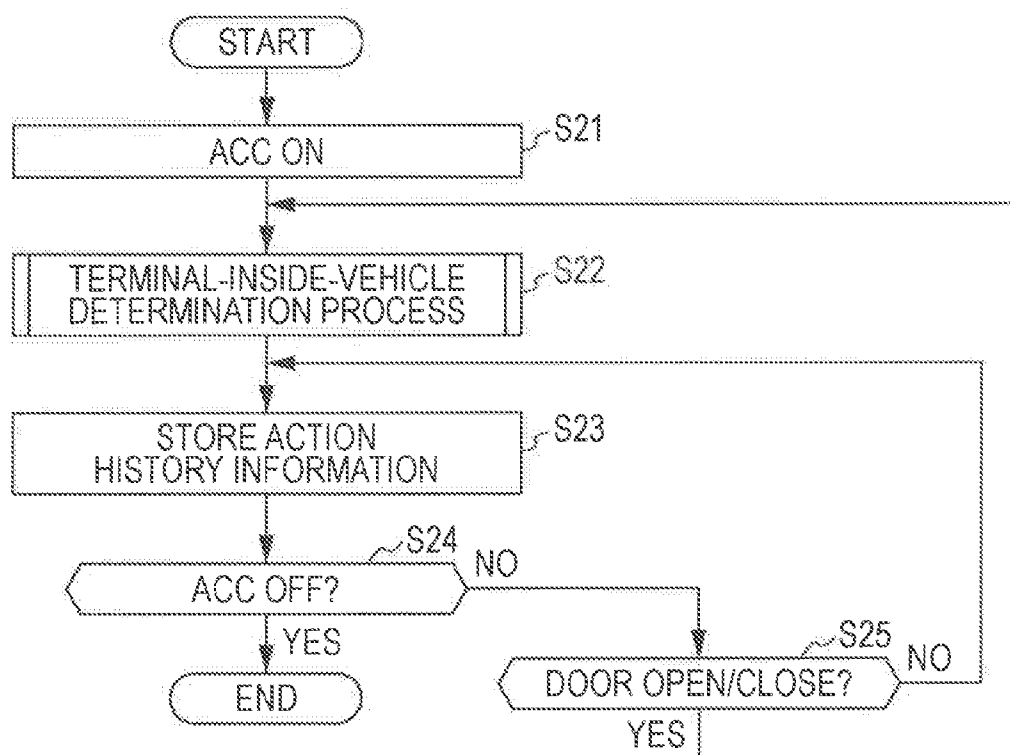 START
ACC ON
S21
TERMINAL-INSIDE-VEHICLE
DETERMINATION PROCESS
S22
STORE ACTION
HISTORY INFORMATION
S23
S24
ACC OFF?
NO
YES
END
S25
DOOR OPEN/CLOSE?
NO
YES